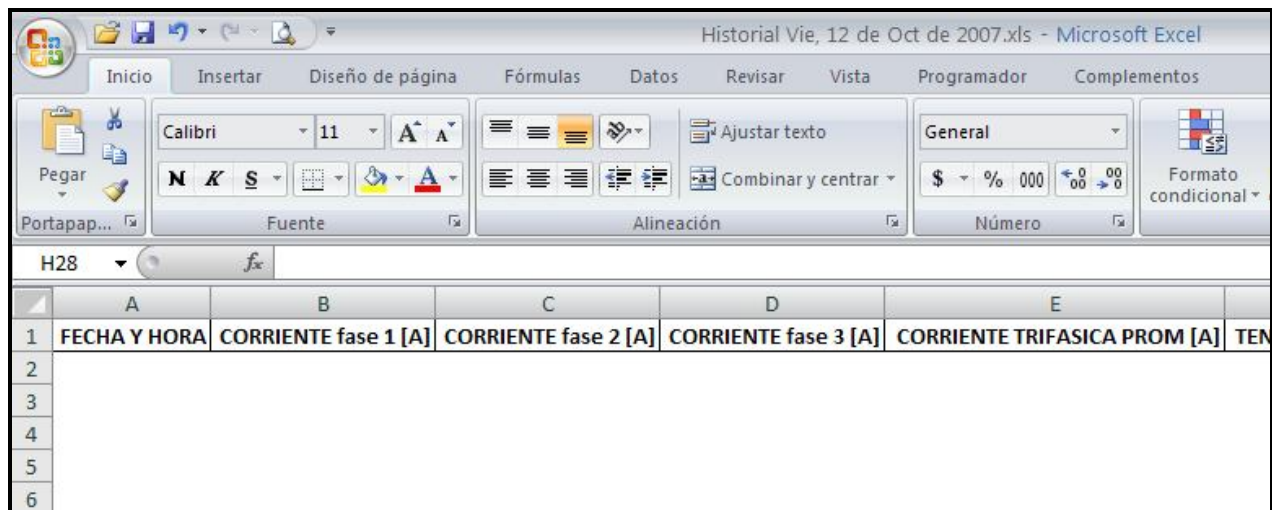 Historial Vie, 12 de Oct de 2007.xls - Microsoft Excel
Inicio Insertar Diseño de página Fórmulas Datos Revisar Vista Programador Complementos
Calibri 11 A A Ajustar texto General
Pegar N K S A Combinar y centrar $ % 000 Formato condicional
Portapap... Fuente Alineación Número
H28 fx
A B C D E
1 FECHA Y HORA CORRIENTE fase 1 [A] CORRIENTE fase 2 [A] CORRIENTE fase 3 [A] CORRIENTE TRIFASICA PROM [A] TEN
2
3
4
5
6